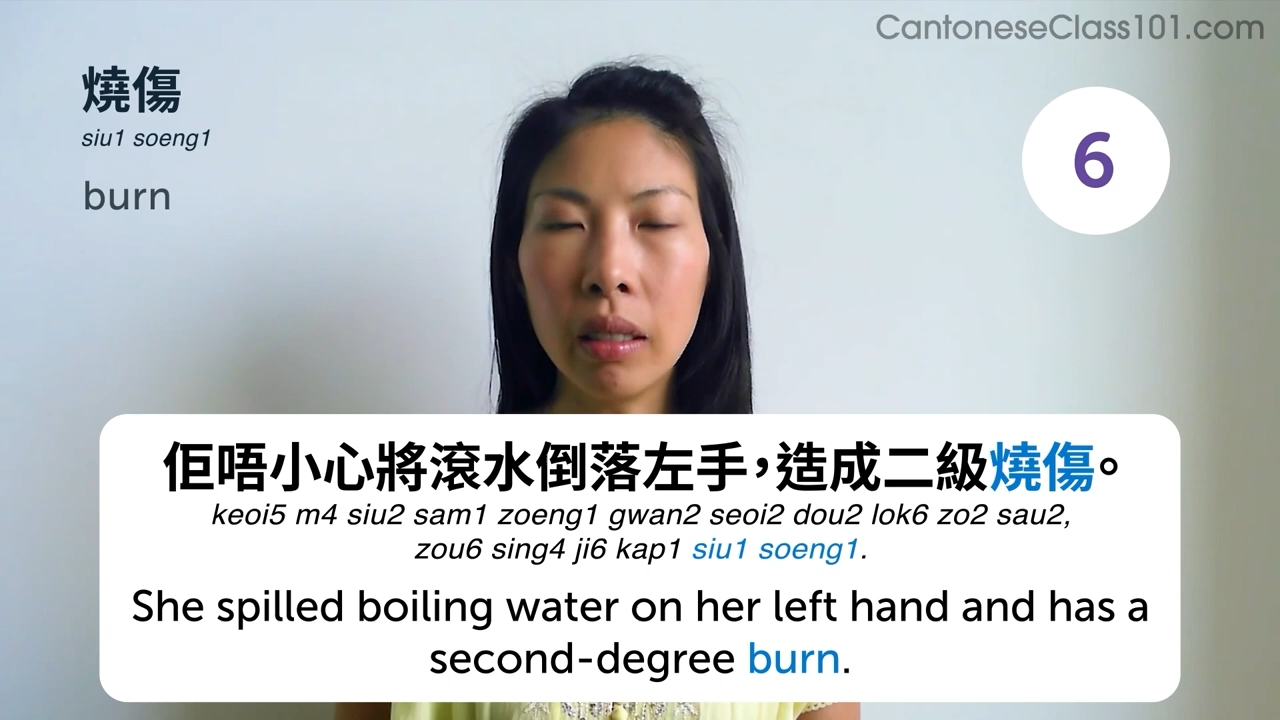 CantoneseClass101.com
燒傷
siu1 soeng1
burn
6
佢唔小心將滾水倒落左手，造成二級燒傷。
keoi5 m4 siu2 sam1 zoeng1 gwan2 seoi2 dou2 lok6 zo2 sau2,
zou6 sing4 ji6 kap1 siu1 soeng1.
She spilled boiling water on her left hand and has a
second-degree burn.